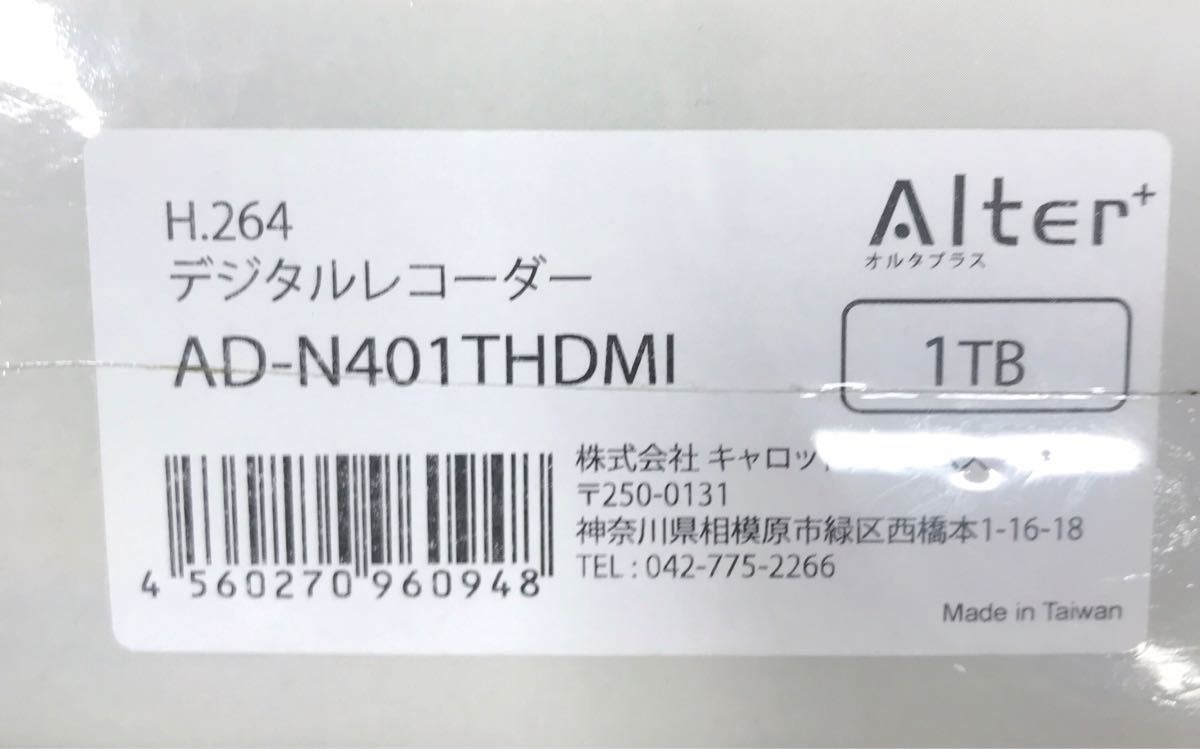 H.264
デジタルレコーダー
AD-N401THDMI
Alter+
オルタプラス
1TB
4 560270 960948
株式会社 キャロッ
〒250-0131
神奈川県相模原市緑区西橋本1-16-18
TEL : 042-775-2266
Made in Taiwan